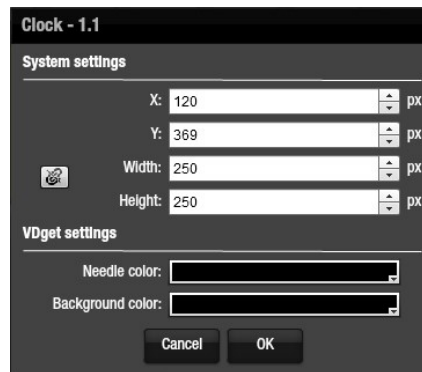 Clock - 1.1
System settings
X: 120 px
Y: 369 px
Width: 250 px
Height: 250 px
VDget settings
Needle color:
Background color:
Cancel OK